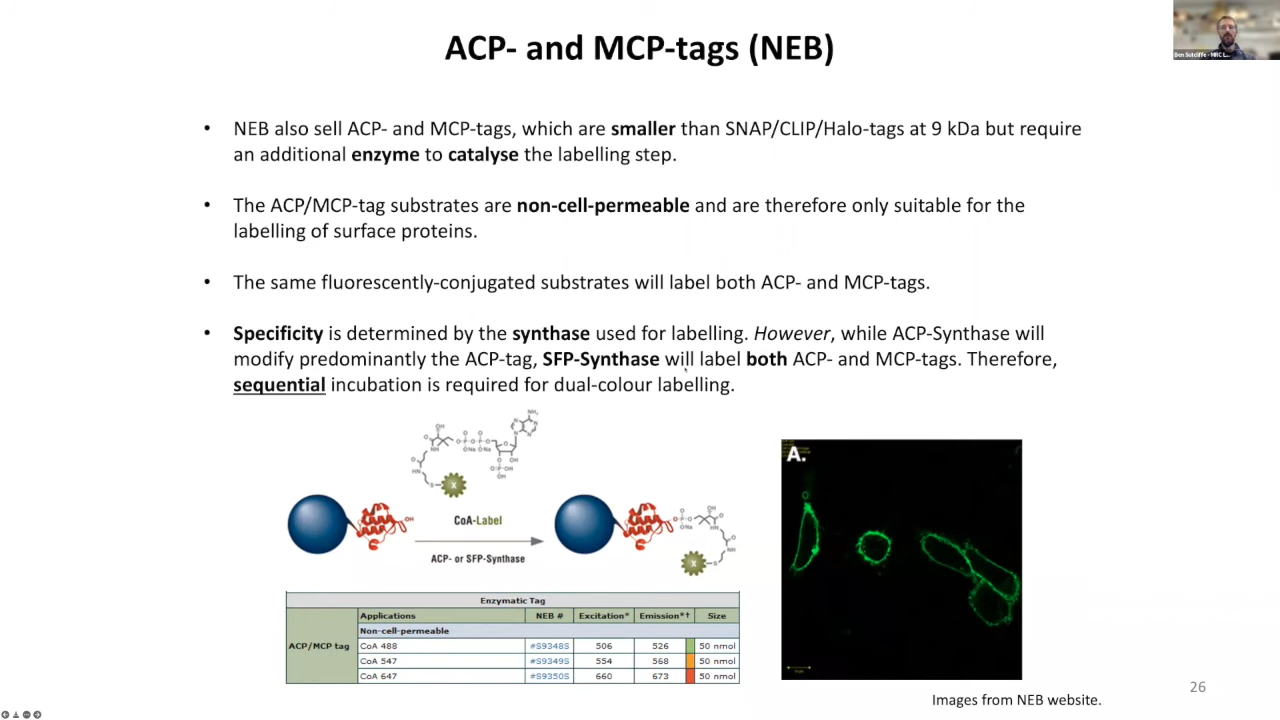 ACP- and MCP-tags (NEB)
Ben Sutcliffe - MRC L...
• NEB also sell ACP- and MCP-tags, which are smaller than SNAP/CLIP/Halo-tags at 9 kDa but require
an additional enzyme to catalyse the labelling step.
• The ACP/MCP-tag substrates are non-cell-permeable and are therefore only suitable for the
labelling of surface proteins.
• The same fluorescently-conjugated substrates will label both ACP- and MCP-tags.
• Specificity is determined by the synthase used for labelling. However, while ACP-Synthase will
modify predominantly the ACP-tag, SFP-Synthase will label both ACP- and MCP-tags. Therefore,
sequential incubation is required for dual-colour labelling.
CoA-Label
ACP- or SFP-Synthase
X
X
A.
Enzymatic Tag
Applications NEB # Excitation* Emission*† Size
Non-cell-permeable
ACP/MCP tag
CoA 488 #S9348S 506 526 50 nmol
CoA 547 #S9349S 554 568 50 nmol
CoA 647 #S9350S 660 673 50 nmol
Images from NEB website.
26